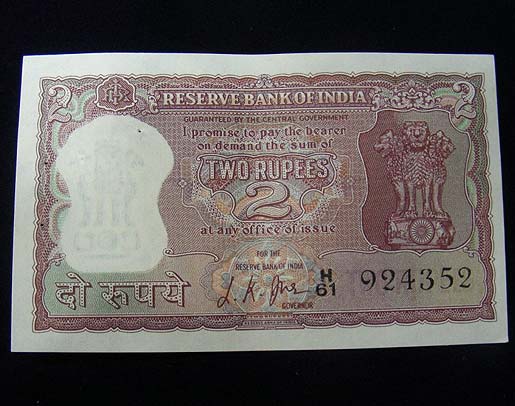 2 2
RESERVE BANK OF INDIA
GUARANTEED BY THE CENTRAL GOVERNMENT
I promise to pay the bearer
on demand the sum of
TWO RUPEES
2
at any office of issue
FOR THE
RESERVE BANK OF INDIA
दो रुपये
H
61 924352
GOVERNOR